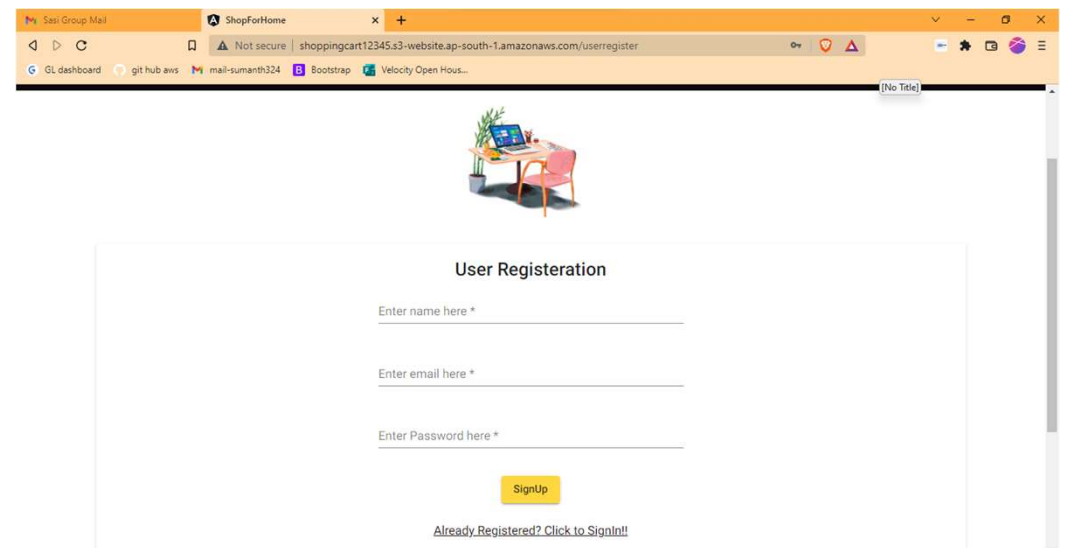 Sasi Group Mail
ShopForHome
Not secure | shoppingcart12345.s3-website.ap-south-1.amazonaws.com/userregister
GL dashboard git hub aws mail-sumanth324 Bootstrap Velocity Open Hous...
[No Title]
User Registeration
Enter name here *
Enter email here *
Enter Password here *
SignUp
Already Registered? Click to SignIn!!